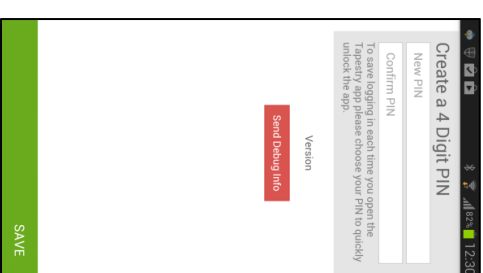 82% 12:30
Create a 4 Digit PIN
New PIN
Confirm PIN
To save logging in each time you open the
Tapestry app please choose your PIN to quickly
unlock the app.
Version
Send Debug Info
SAVE